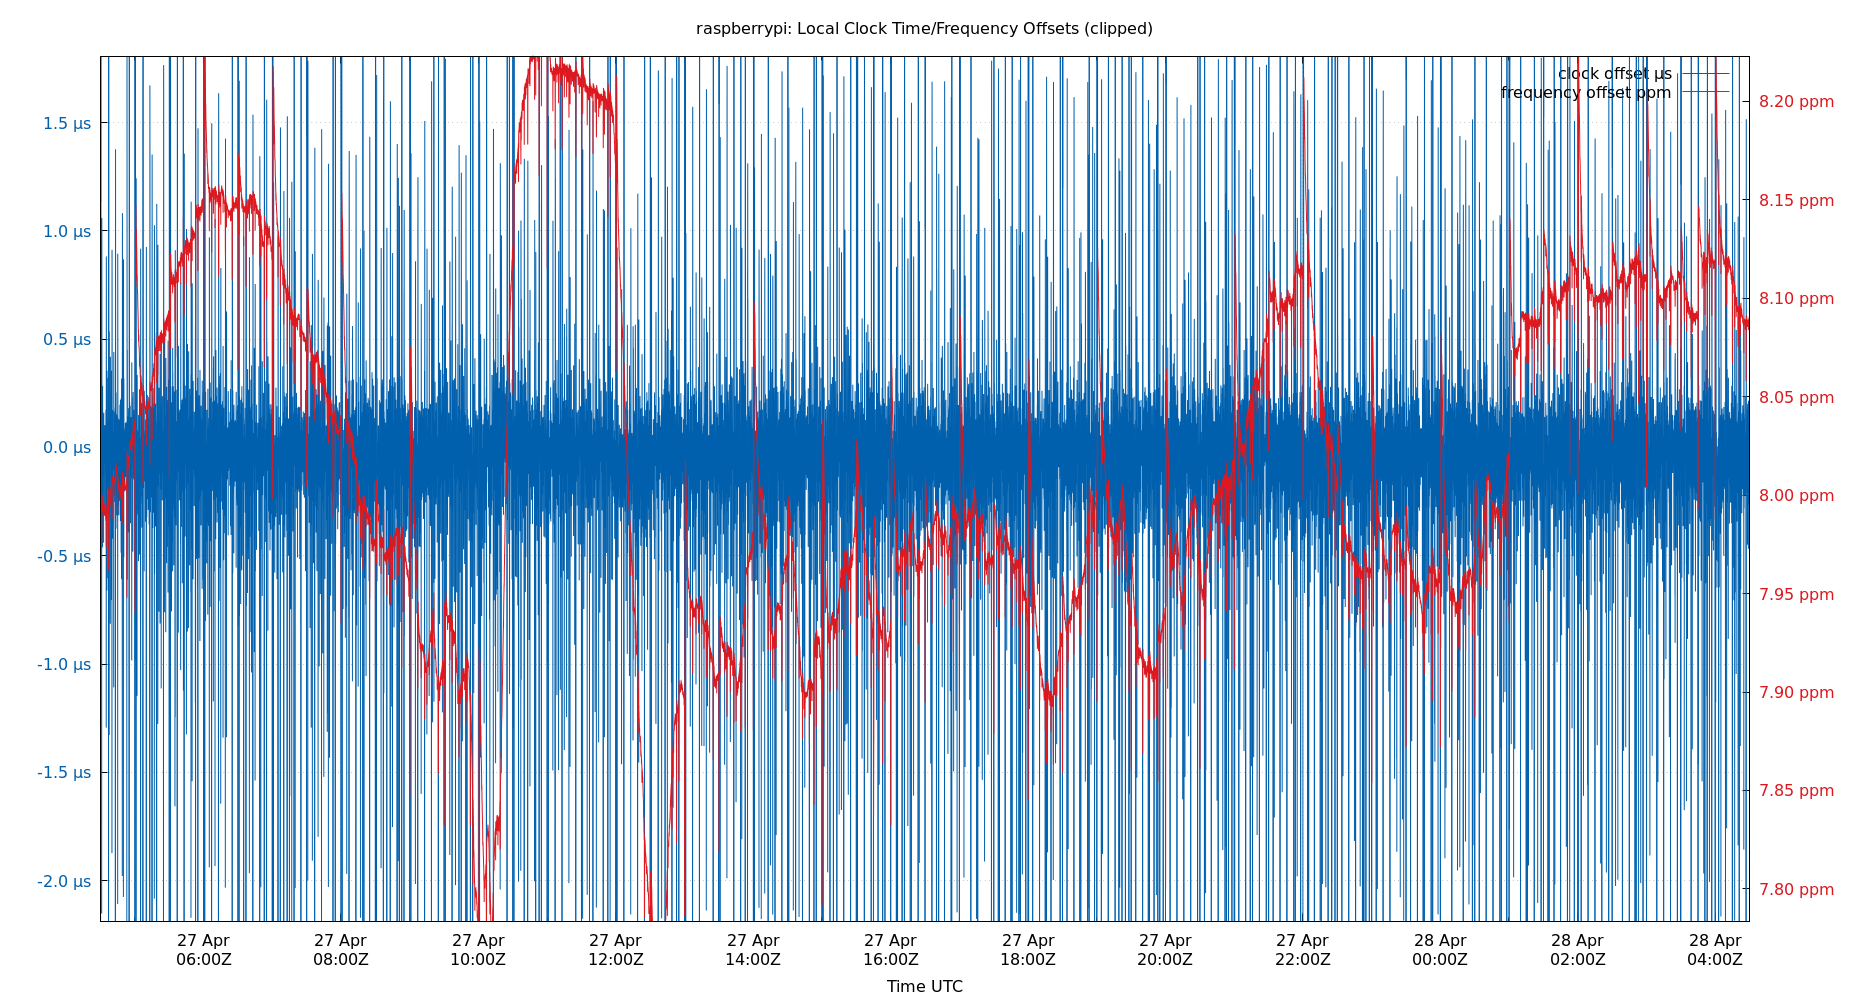 raspberrypi: Local Clock Time/Frequency Offsets (clipped)
clock offset µs
frequency offset ppm
1.5 µs
1.0 µs
0.5 µs
0.0 µs
-0.5 µs
-1.0 µs
-1.5 µs
-2.0 µs
8.20 ppm
8.15 ppm
8.10 ppm
8.05 ppm
8.00 ppm
7.95 ppm
7.90 ppm
7.85 ppm
7.80 ppm
27 Apr
06:00Z
27 Apr
08:00Z
27 Apr
10:00Z
27 Apr
12:00Z
27 Apr
14:00Z
27 Apr
16:00Z
27 Apr
18:00Z
27 Apr
20:00Z
27 Apr
22:00Z
28 Apr
00:00Z
28 Apr
02:00Z
28 Apr
04:00Z
Time UTC